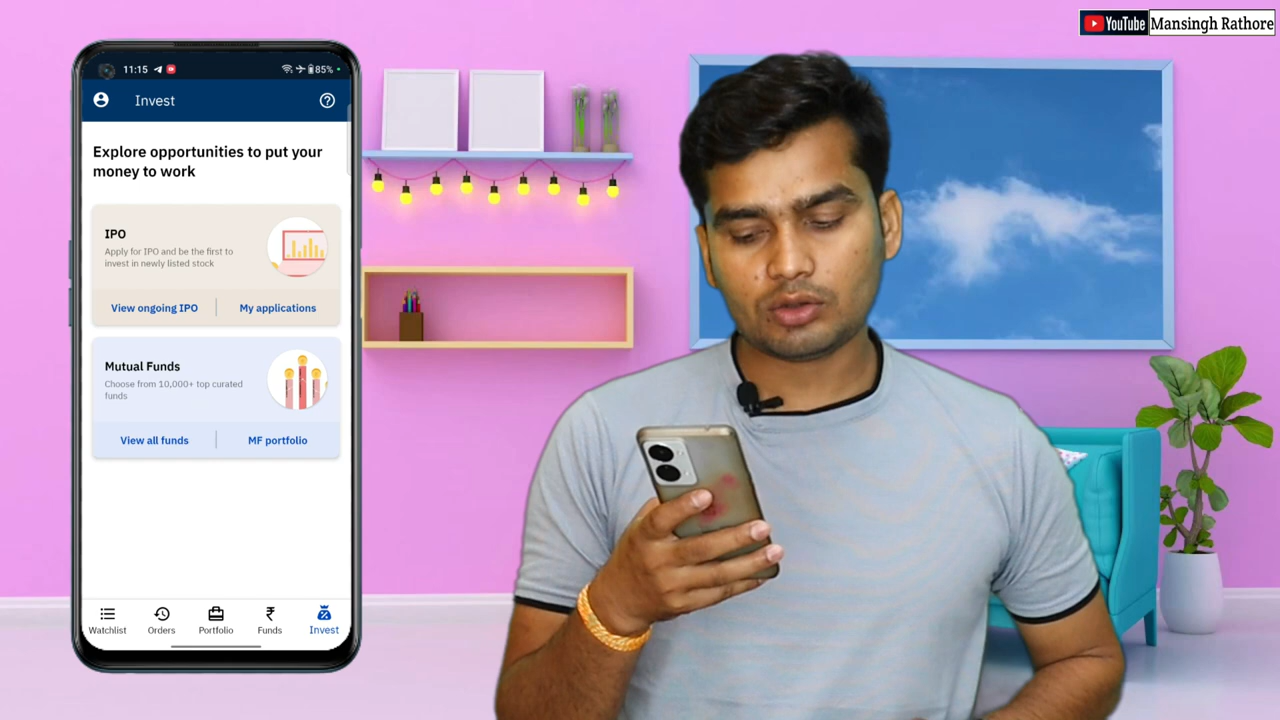 YouTube Mansingh Rathore
11:15
85%
Invest
Explore opportunities to put your
money to work
IPO
Apply for IPO and be the first to
invest in newly listed stock
View ongoing IPO
My applications
Mutual Funds
Choose from 10,000+ top curated
funds
View all funds
MF portfolio
Watchlist
Orders
Portfolio
Funds
Invest